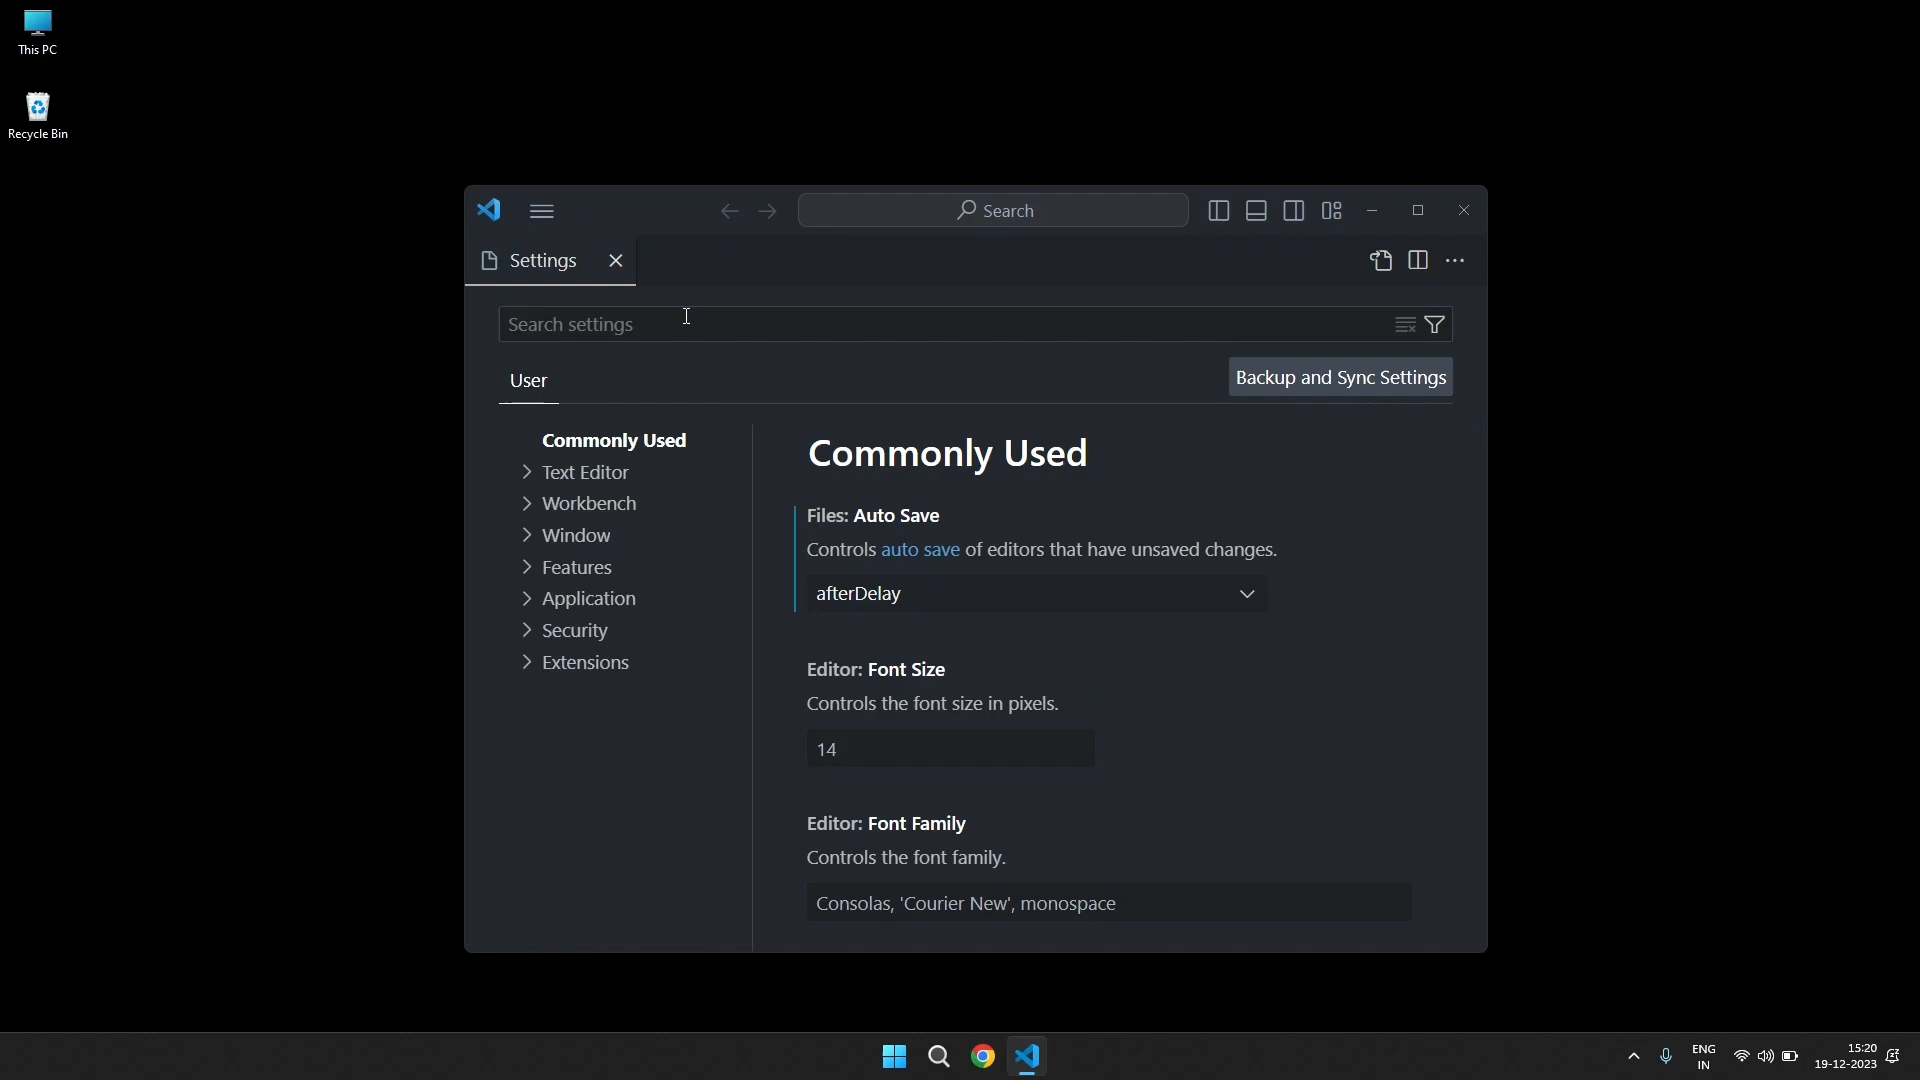 This PC
Recycle Bin
Search
Settings
Search settings
User
Backup and Sync Settings
Commonly Used
Text Editor
Workbench
Window
Features
Application
Security
Extensions
Commonly Used
Files: Auto Save
Controls auto save of editors that have unsaved changes.
afterDelay
Editor: Font Size
Controls the font size in pixels.
14
Editor: Font Family
Controls the font family.
Consolas, 'Courier New', monospace
ENG
IN
15:20
19-12-2023